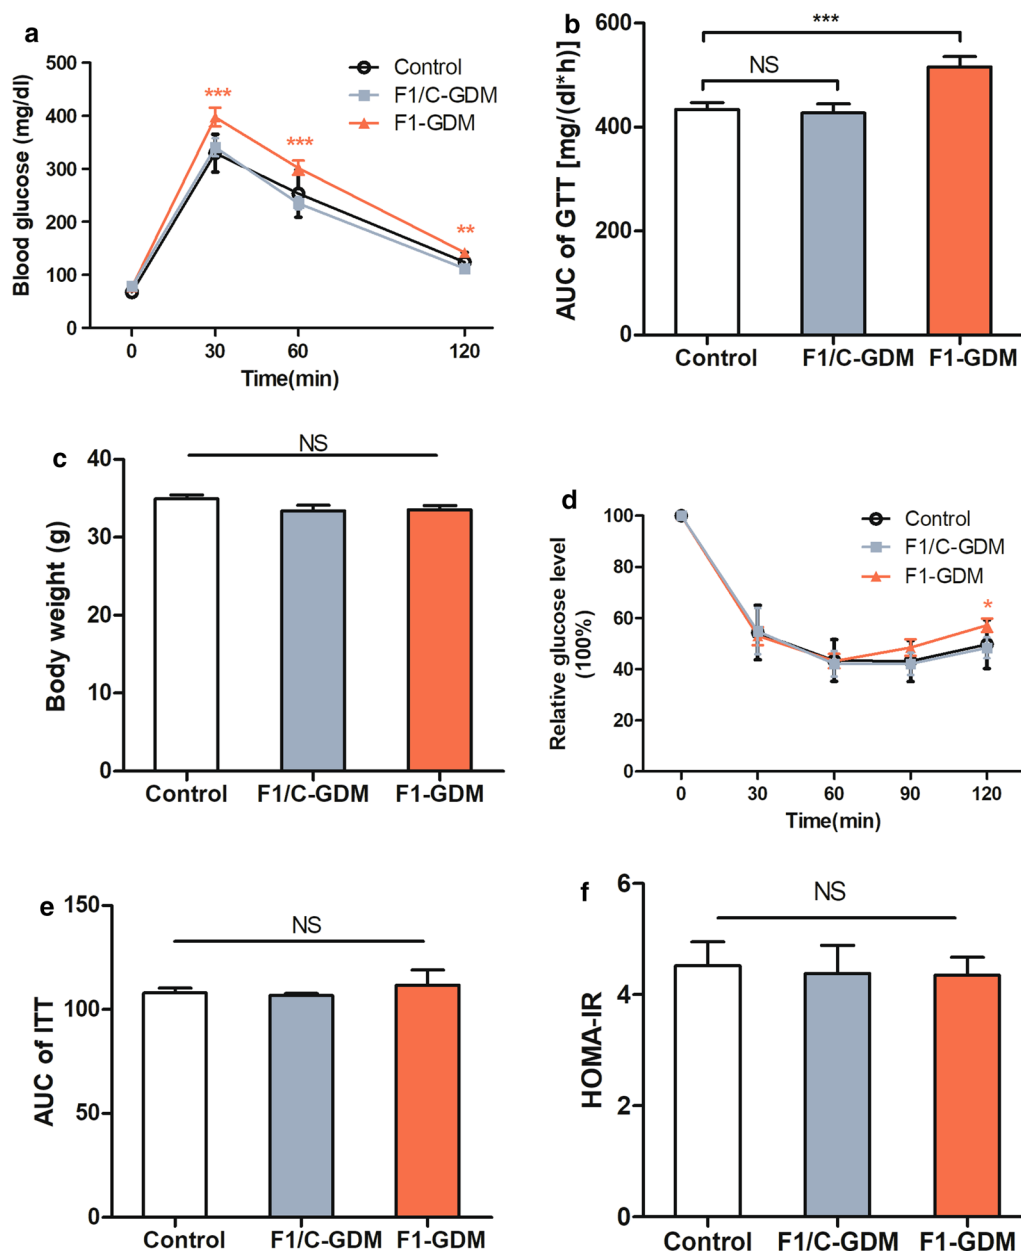 a
Blood glucose (mg/dl)
500
400
300
200
100
0
0 30 60 120
Time(min)
Control
F1/C-GDM
F1-GDM
***
***
**
b
AUC of GTT [mg/(dl*h)]
600
400
200
0
***
NS
Control F1/C-GDM F1-GDM
c
Body weight (g)
40
30
20
10
0
NS
Control F1/C-GDM F1-GDM
d
Relative glucose level
(100%)
100
80
60
40
20
0
0 30 60 90 120
Time(min)
Control
F1/C-GDM
F1-GDM
*
e
AUC of ITT
150
100
50
0
NS
Control F1/C-GDM F1-GDM
f
HOMA-IR
6
4
2
0
NS
Control F1/C-GDM F1-GDM